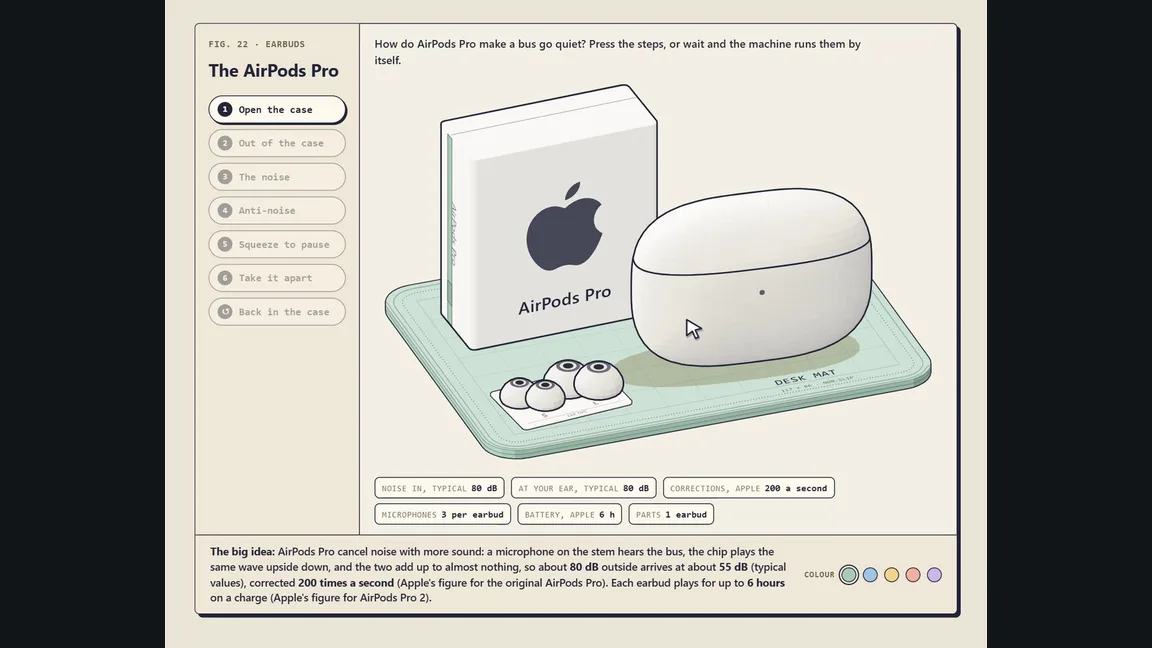 FIG. 22 · EARBUDS
The AirPods Pro
1 Open the case
2 Out of the case
3 The noise
4 Anti-noise
5 Squeeze to pause
6 Take it apart
↺ Back in the case
How do AirPods Pro make a bus go quiet? Press the steps, or wait and the machine runs them by
itself.
AirPods Pro
AirPods Pro
DESK MAT
S
L
NOISE IN, TYPICAL 80 dB
AT YOUR EAR, TYPICAL 80 dB
CORRECTIONS, APPLE 200 a second
MICROPHONES 3 per earbud
BATTERY, APPLE 6 h
PARTS 1 earbud
The big idea: AirPods Pro cancel noise with more sound: a microphone on the stem hears the bus, the chip plays the
same wave upside down, and the two add up to almost nothing, so about 80 dB outside arrives at about 55 dB (typical
values), corrected 200 times a second (Apple's figure for the original AirPods Pro). Each earbud plays for up to 6 hours
on a charge (Apple's figure for AirPods Pro 2).
COLOUR